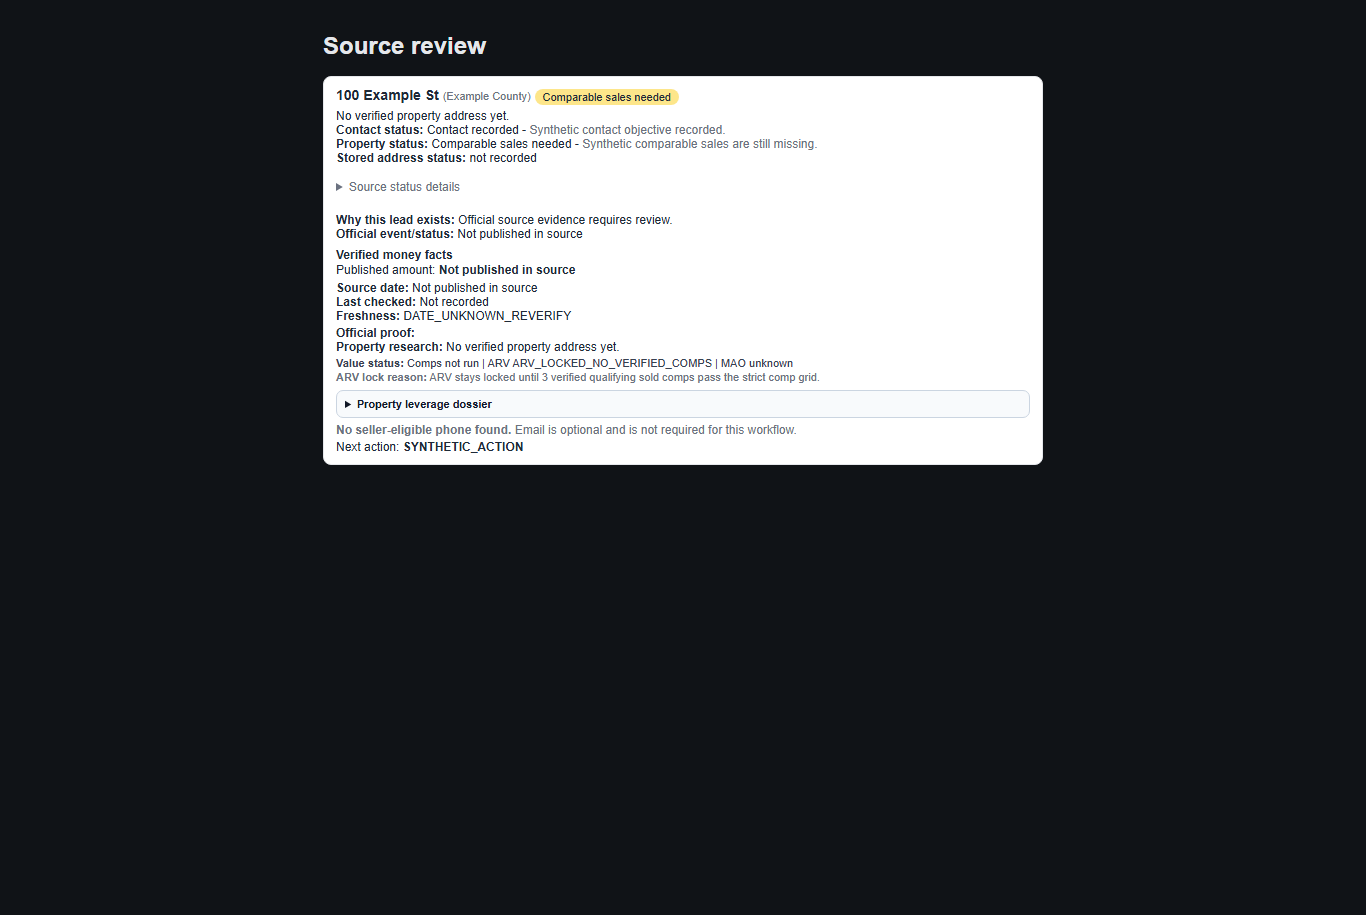 Source review
100 Example St (Example County) Comparable sales needed
No verified property address yet.
Contact status: Contact recorded - Synthetic contact objective recorded.
Property status: Comparable sales needed - Synthetic comparable sales are still missing.
Stored address status: not recorded
Source status details
Why this lead exists: Official source evidence requires review.
Official event/status: Not published in source
Verified money facts
Published amount: Not published in source
Source date: Not published in source
Last checked: Not recorded
Freshness: DATE_UNKNOWN_REVERIFY
Official proof:
Property research: No verified property address yet.
Value status: Comps not run | ARV ARV_LOCKED_NO_VERIFIED_COMPS | MAO unknown
ARV lock reason: ARV stays locked until 3 verified qualifying sold comps pass the strict comp grid.
Property leverage dossier
No seller-eligible phone found. Email is optional and is not required for this workflow.
Next action: SYNTHETIC_ACTION